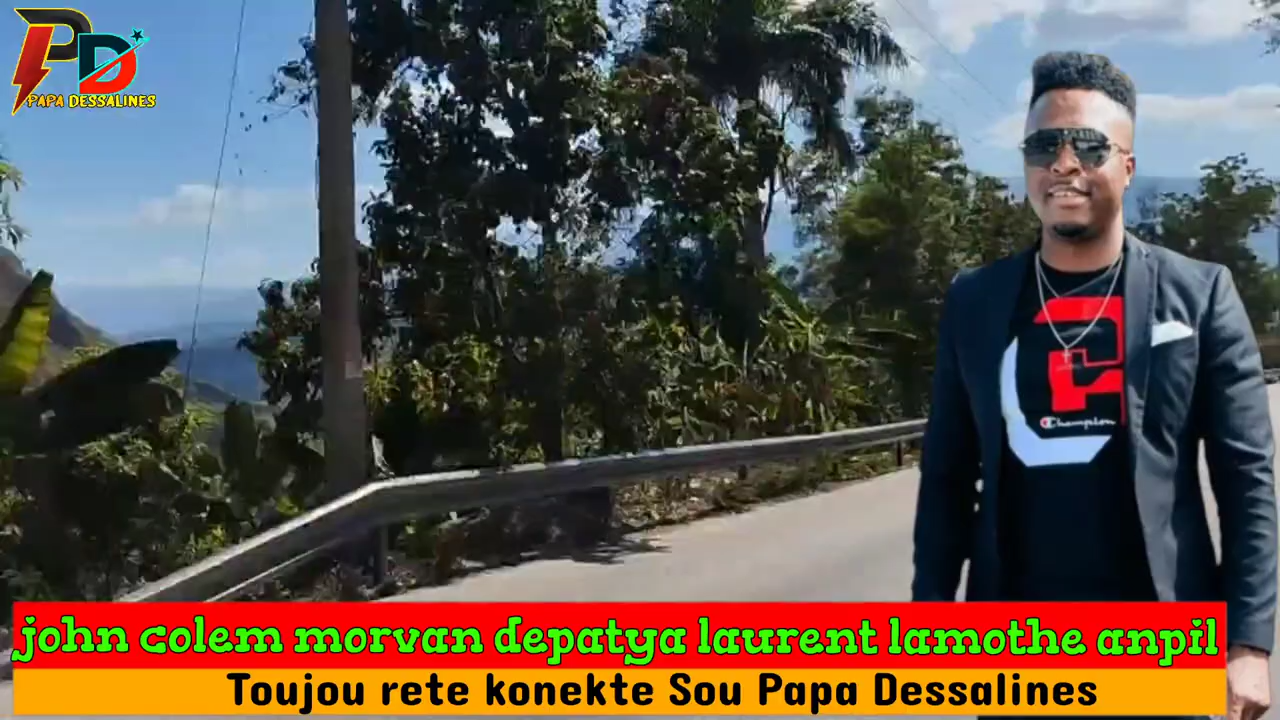 PD
PAPA DESSALINES
Champion
john colem morvan depatya laurent lamothe anpil
Toujou rete konekte Sou Papa Dessalines